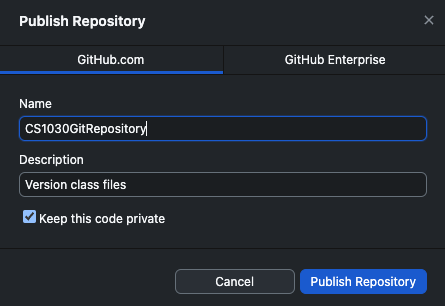 Publish Repository
GitHub.com
GitHub Enterprise
Name
CS1030GitRepository
Description
Version class files
Keep this code private
Cancel
Publish Repository